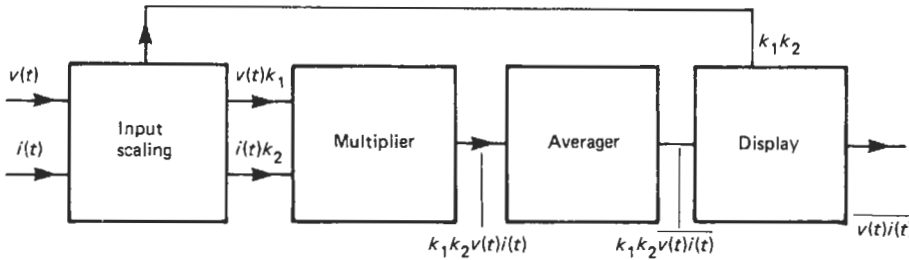 k₁k₂
v(t)
v(t)k₁
Input
scaling
Multiplier
Averager
Display
i(t)
i(t)k₂
k₁k₂v(t)i(t)
k₁k₂v̅(̅t̅)̅i̅(̅t̅)̅
v̅(̅t̅)̅i̅(̅t̅)̅